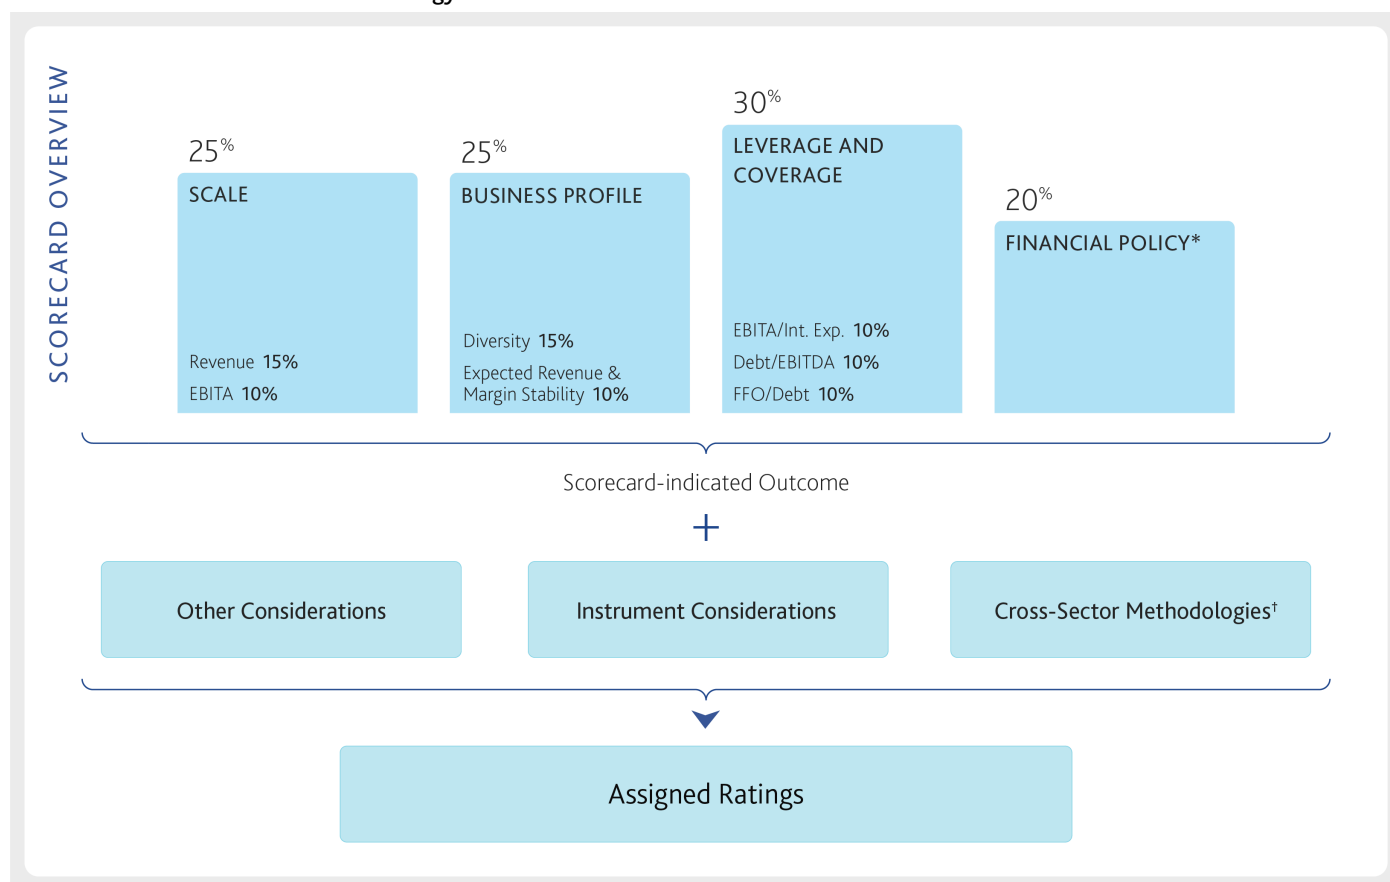 SCORECARD OVERVIEW
25%
SCALE
Revenue 15%
EBITA 10%
25%
BUSINESS PROFILE
Diversity 15%
Expected Revenue &
Margin Stability 10%
30%
LEVERAGE AND
COVERAGE
EBITA/Int. Exp. 10%
Debt/EBITDA 10%
FFO/Debt 10%
20%
FINANCIAL POLICY*
Scorecard-indicated Outcome
+
Other Considerations
Instrument Considerations
Cross-Sector Methodologies†
Assigned Ratings